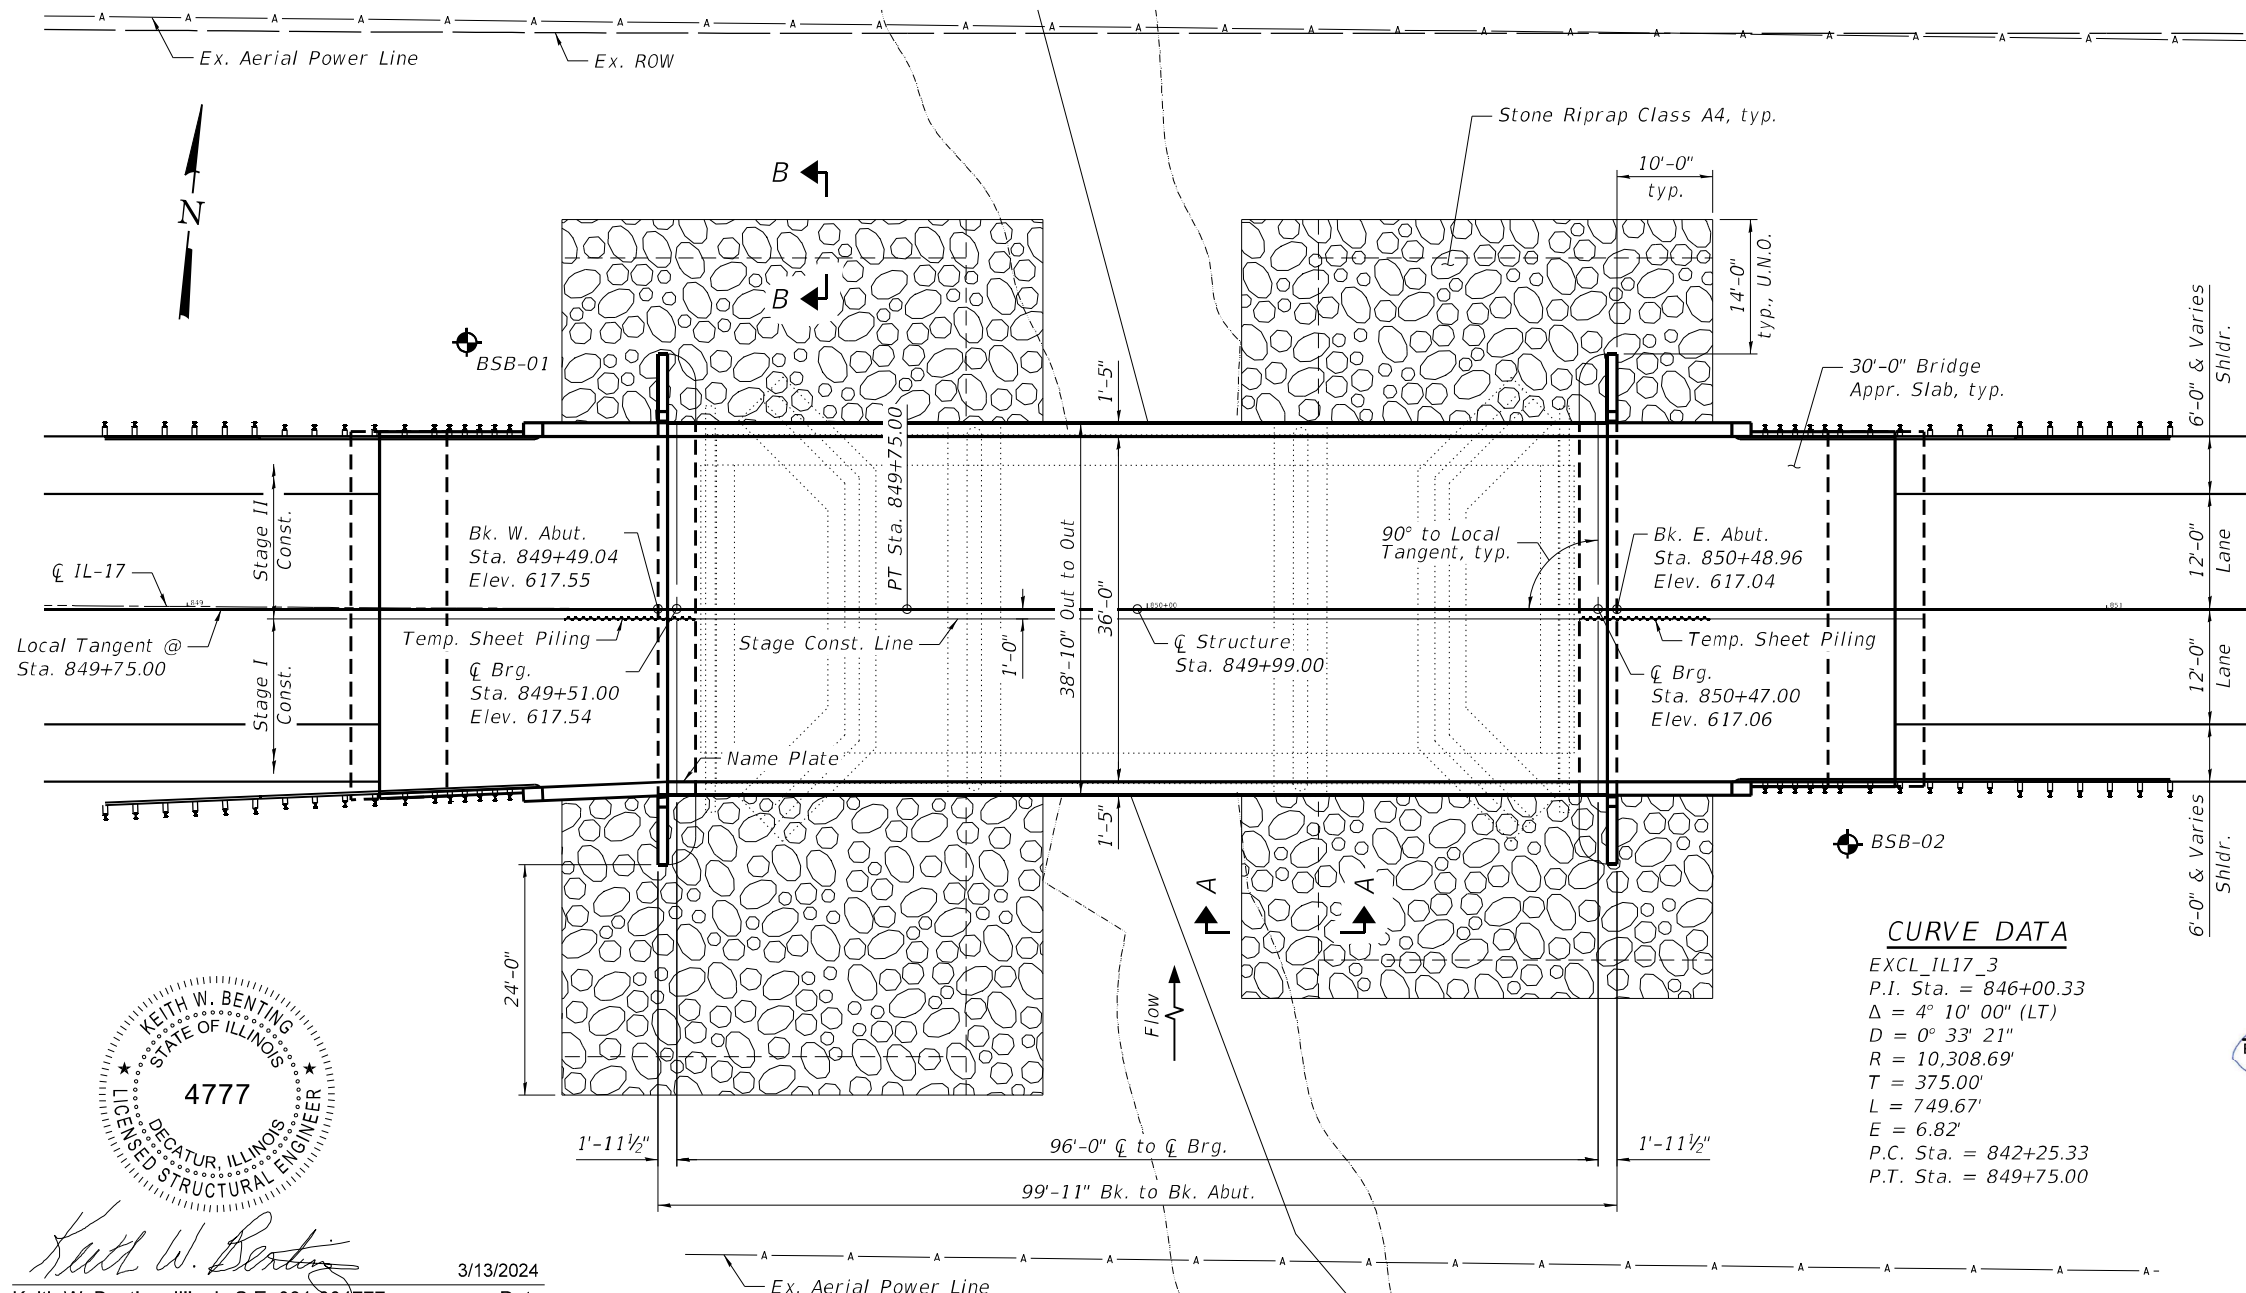 Ex. Aerial Power Line
Ex. ROW
Stone Riprap Class A4, typ.
N
B
B
10'-0"
typ.
14'-0"
typ., U.N.O.
BSB-01
1'-5"
30'-0" Bridge
Appr. Slab, typ.
6'-0" & Varies
Shldr.
PT Sta. 849+75.00
Stage II
Const.
Bk. W. Abut.
Sta. 849+49.04
Elev. 617.55
90° to Local
Tangent, typ.
Bk. E. Abut.
Sta. 850+48.96
Elev. 617.04
12'-0"
Lane
℄ IL-17
849
850+00
851
Local Tangent @
Sta. 849+75.00
Stage I
Const.
Temp. Sheet Piling
℄ Brg.
Sta. 849+51.00
Elev. 617.54
Stage Const. Line
1'-0"
38'-10" Out to Out
36'-0"
℄ Structure
Sta. 849+99.00
Temp. Sheet Piling
℄ Brg.
Sta. 850+47.00
Elev. 617.06
12'-0"
Lane
Name Plate
1'-5"
BSB-02
6'-0" & Varies
Shldr.
A
A
24'-0"
Flow
CURVE DATA
EXCL_IL17_3
P.I. Sta. = 846+00.33
Δ = 4° 10' 00" (LT)
D = 0° 33' 21"
R = 10,308.69'
T = 375.00'
L = 749.67'
E = 6.82'
P.C. Sta. = 842+25.33
P.T. Sta. = 849+75.00
KEITH W. BENTING
STATE OF ILLINOIS
4777
DECATUR, ILLINOIS
LICENSED STRUCTURAL ENGINEER
1'-11½"
96'-0" ℄ to ℄ Brg.
1'-11½"
99'-11" Bk. to Bk. Abut.
Keith W. Benting
3/13/2024
Ex. Aerial Power Line